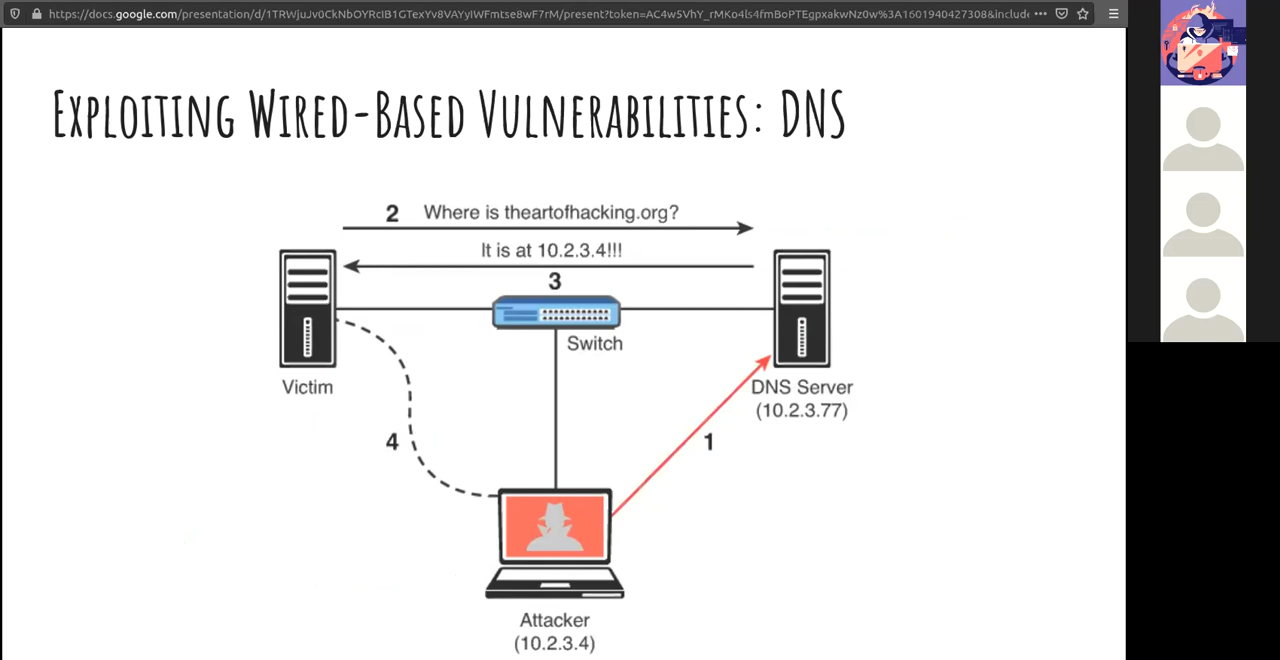 https://docs.google.com/presentation/d/1TRWjuJv0CkNbOYRcIB1GTexYv8VAYyIWFmtse8wF7rM/present?token=AC4w5VhY_rMKo4ls4fmBoPTEgpxakwNz0w%3A1601940427308&include
Exploiting Wired-Based Vulnerabilities: DNS
2 Where is theartofhacking.org?
It is at 10.2.3.4!!!
3
Switch
Victim
DNS Server
(10.2.3.77)
4
1
Attacker
(10.2.3.4)